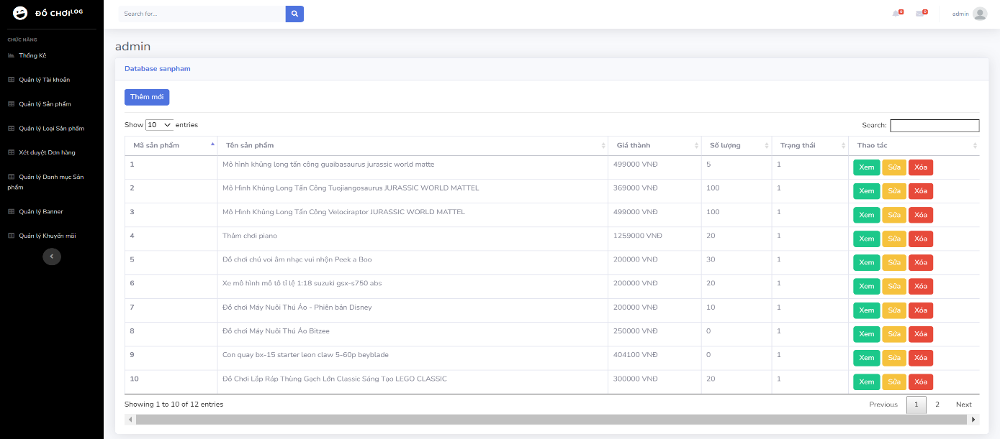 ĐỒ CHƠI LOG
CHỨC NĂNG
Thống Kê
Quản lý Tài khoản
Quản lý Sản phẩm
Quản lý Loại Sản phẩm
Xét duyệt Đơn hàng
Quản lý Danh mục Sản
phẩm
Quản lý Banner
Quản lý Khuyến mãi
Search for...
0
0
admin
admin
Database sanpham
Thêm mới
Show 10 entries
Search:
Mã sản phẩm Tên sản phẩm Giá thành Số lượng Trạng thái Thao tác
1 Mô hình khủng long tấn công guaibasaurus jurassic world matte 499000 VNĐ 5 1 Xem Sửa Xóa
2 Mô Hình Khủng Long Tấn Công Tuojiangosaurus JURASSIC WORLD MATTEL 369000 VNĐ 100 1 Xem Sửa Xóa
3 Mô Hình Khủng Long Tấn Công Velociraptor JURASSIC WORLD MATTEL 499000 VNĐ 100 1 Xem Sửa Xóa
4 Thảm chơi piano 1259000 VNĐ 20 1 Xem Sửa Xóa
5 Đồ chơi chú voi âm nhạc vui nhộn Peek a Boo 200000 VNĐ 30 1 Xem Sửa Xóa
6 Xe mô hình mô tô tỉ lệ 1:18 suzuki gsx-s750 abs 200000 VNĐ 20 1 Xem Sửa Xóa
7 Đồ chơi Máy Nuôi Thú Ảo - Phiên bản Disney 200000 VNĐ 10 1 Xem Sửa Xóa
8 Đồ chơi Máy Nuôi Thú Ảo Bitzee 250000 VNĐ 0 1 Xem Sửa Xóa
9 Con quay bx-15 starter leon claw 5-60p beyblade 404100 VNĐ 0 1 Xem Sửa Xóa
10 Đồ Chơi Lắp Ráp Thùng Gạch Lớn Classic Sáng Tạo LEGO CLASSIC 300000 VNĐ 20 1 Xem Sửa Xóa
Showing 1 to 10 of 12 entries
Previous 1 2 Next